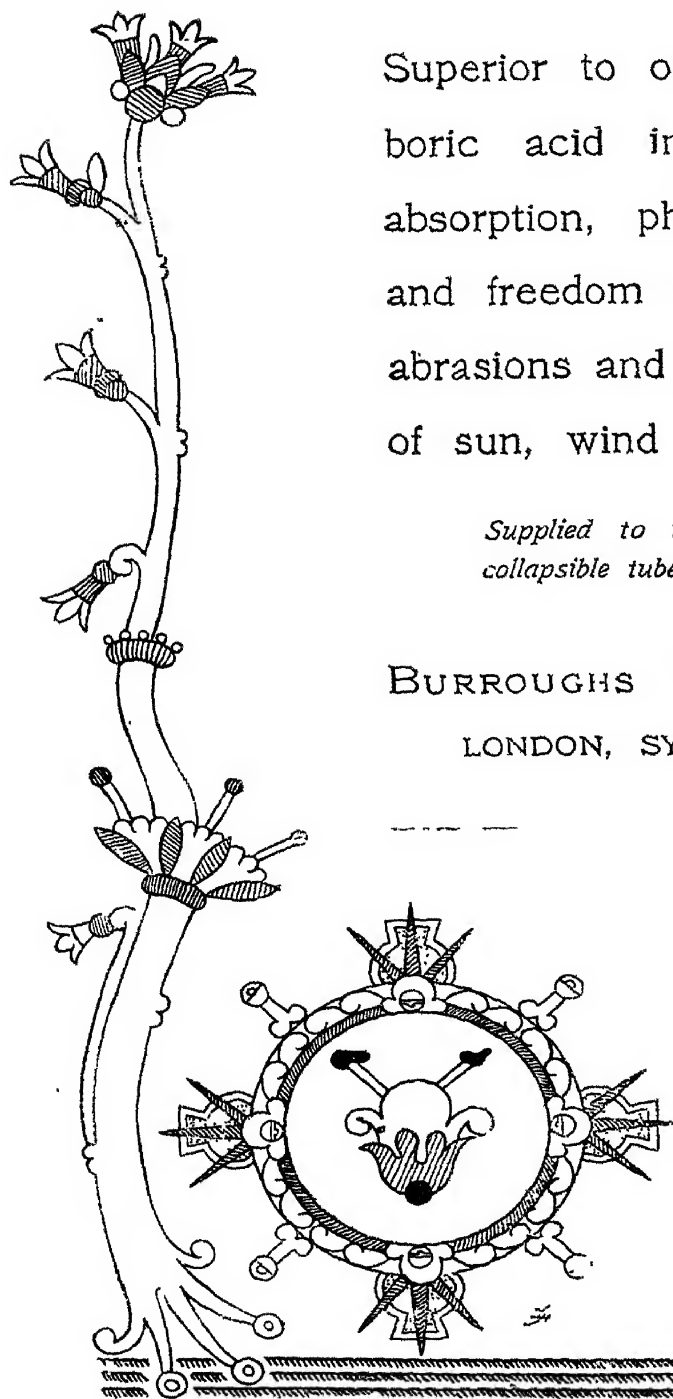 Superior to o
boric acid in
absorption, ph
and freedom
abrasions and
of sun, wind
Supplied to
collapsible tube
BURROUGHS
LONDON, SY